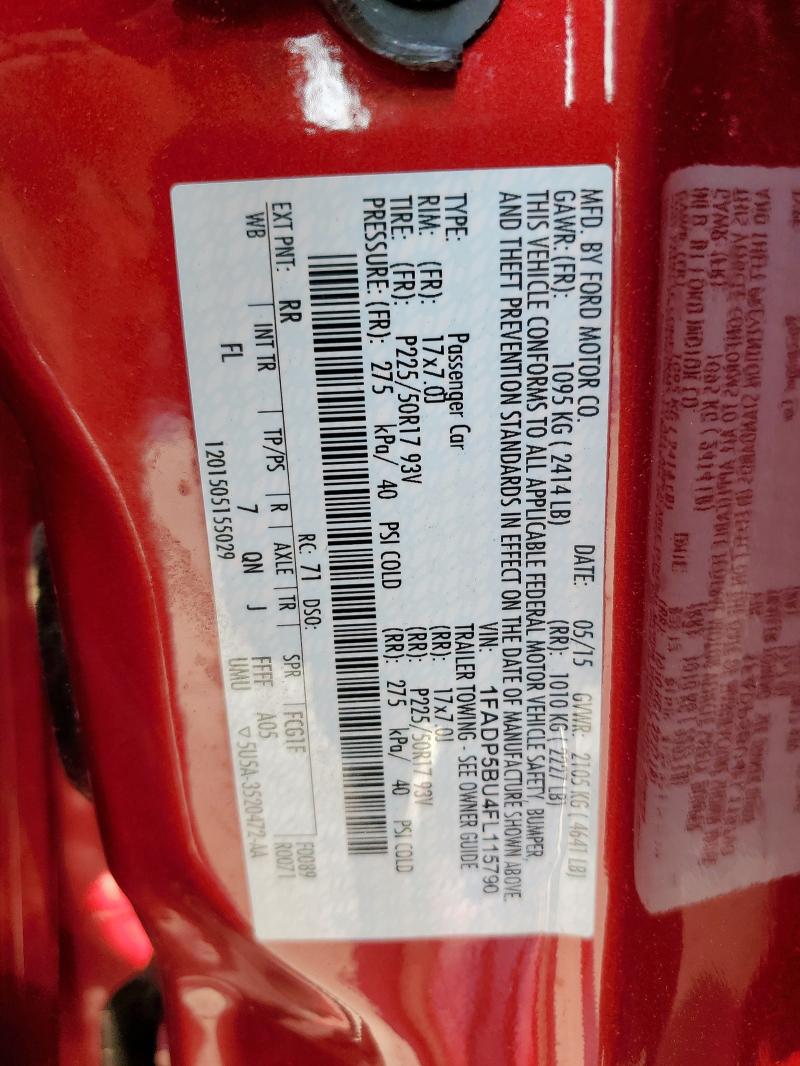 MFD. BY FORD MOTOR CO. DATE: 05/15 GVWR: 2105 KG ( 4641 LB)
GAWR: (FR): 1095 KG ( 2414 LB) (RR): 1010 KG ( 2227 LB)
THIS VEHICLE CONFORMS TO ALL APPLICABLE FEDERAL MOTOR VEHICLE SAFETY, BUMPER,
AND THEFT PREVENTION STANDARDS IN EFFECT ON THE DATE OF MANUFACTURE SHOWN ABOVE.
VIN: 1FADP5BU4FL115790
TYPE: Passenger Car TRAILER TOWING - SEE OWNER GUIDE
RIM: (FR): 17x7.0J (RR): 17x7.0J
TIRE: (FR): P225/50R17 93V (RR): P225/50R17 93V
PRESSURE: (FR): 275 kPa/ 40 PSI COLD (RR): 275 kPa/ 40 PSI COLD
RC: 71 DSO: F0089
EXT PNT: RR FCG1F R0071
WB | INT TR | TP/PS | R | AXLE | TR | SPR
FL 7 QN J FFFF A05
UMU
1201505155029 ▽5U5A-3520472-AA